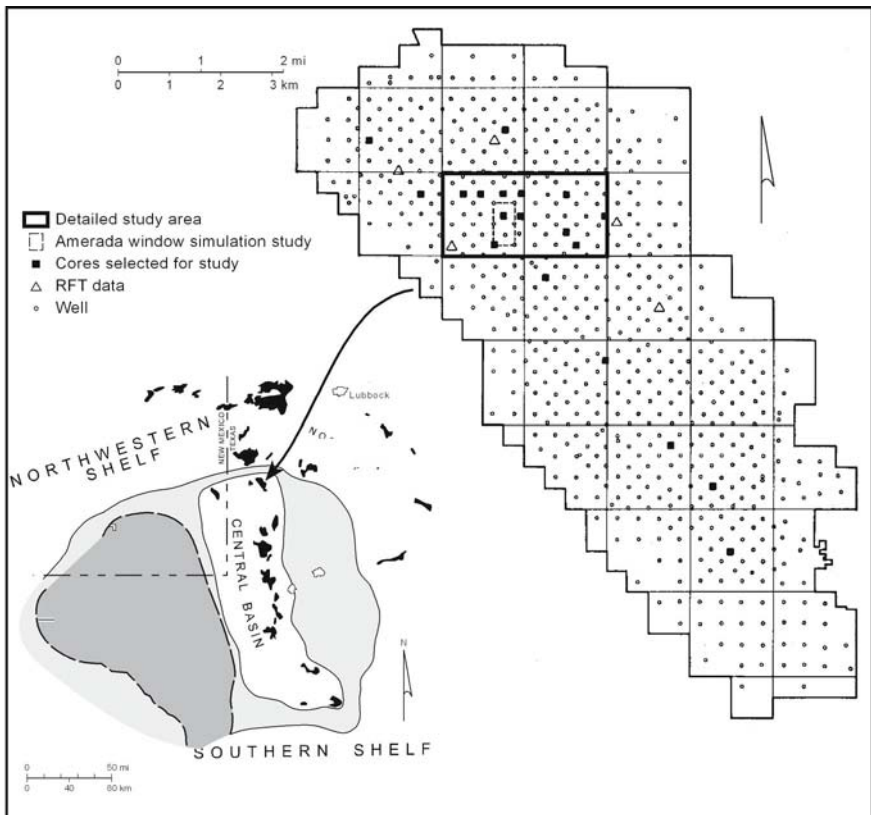 0 1 2 mi
0 1 2 3 km
Detailed study area
Amerada window simulation study
Cores selected for study
RFT data
Well
Lubbock
NEW MEXICO
TEXAS
NO-
NORTHWESTERN
SHELF
CENTRAL BASIN
N
SOUTHERN SHELF
0 50 mi
0 40 80 km